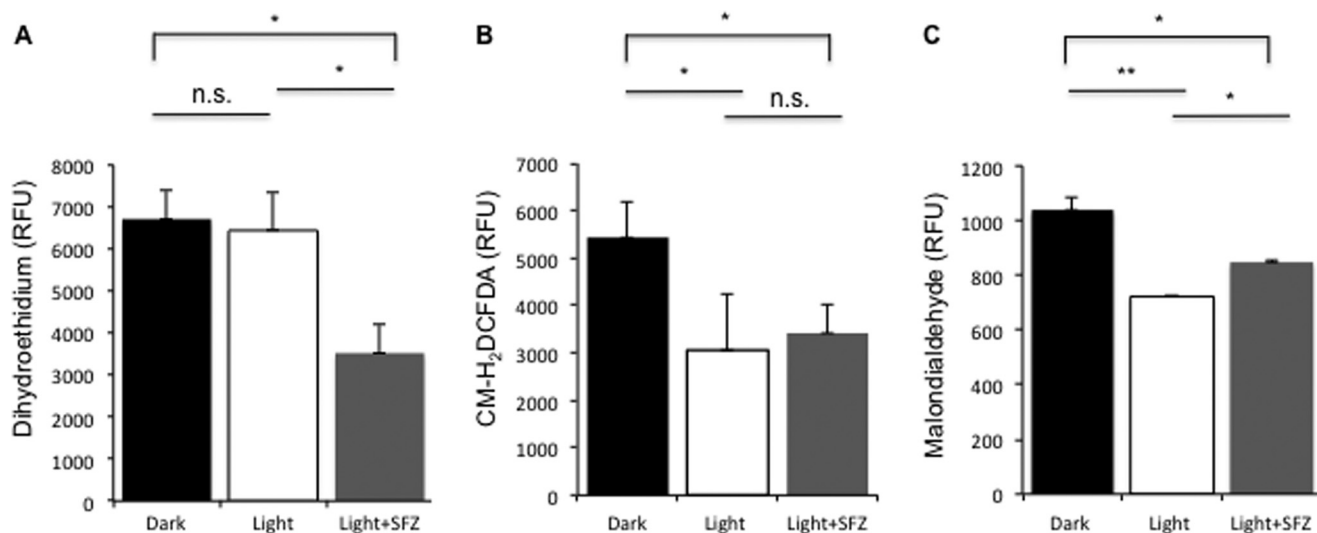 A
*
*
n.s.
Dihydroethidium (RFU)
8000
7000
6000
5000
4000
3000
2000
1000
0
Dark
Light
Light+SFZ
B
*
*
n.s.
CM-H₂DCFDA (RFU)
7000
6000
5000
4000
3000
2000
1000
0
Dark
Light
Light+SFZ
C
*
**
*
Malondialdehyde (RFU)
1200
1000
800
600
400
200
0
Dark
Light
Light+SFZ